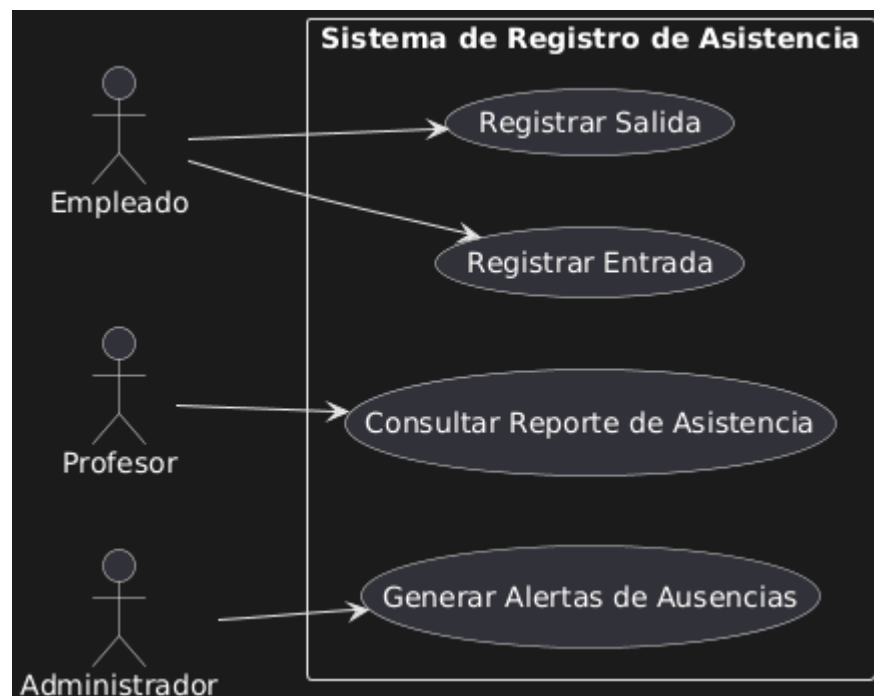 Sistema de Registro de Asistencia
Registrar Salida
Empleado
Registrar Entrada
Consultar Reporte de Asistencia
Profesor
Generar Alertas de Ausencias
Administrador